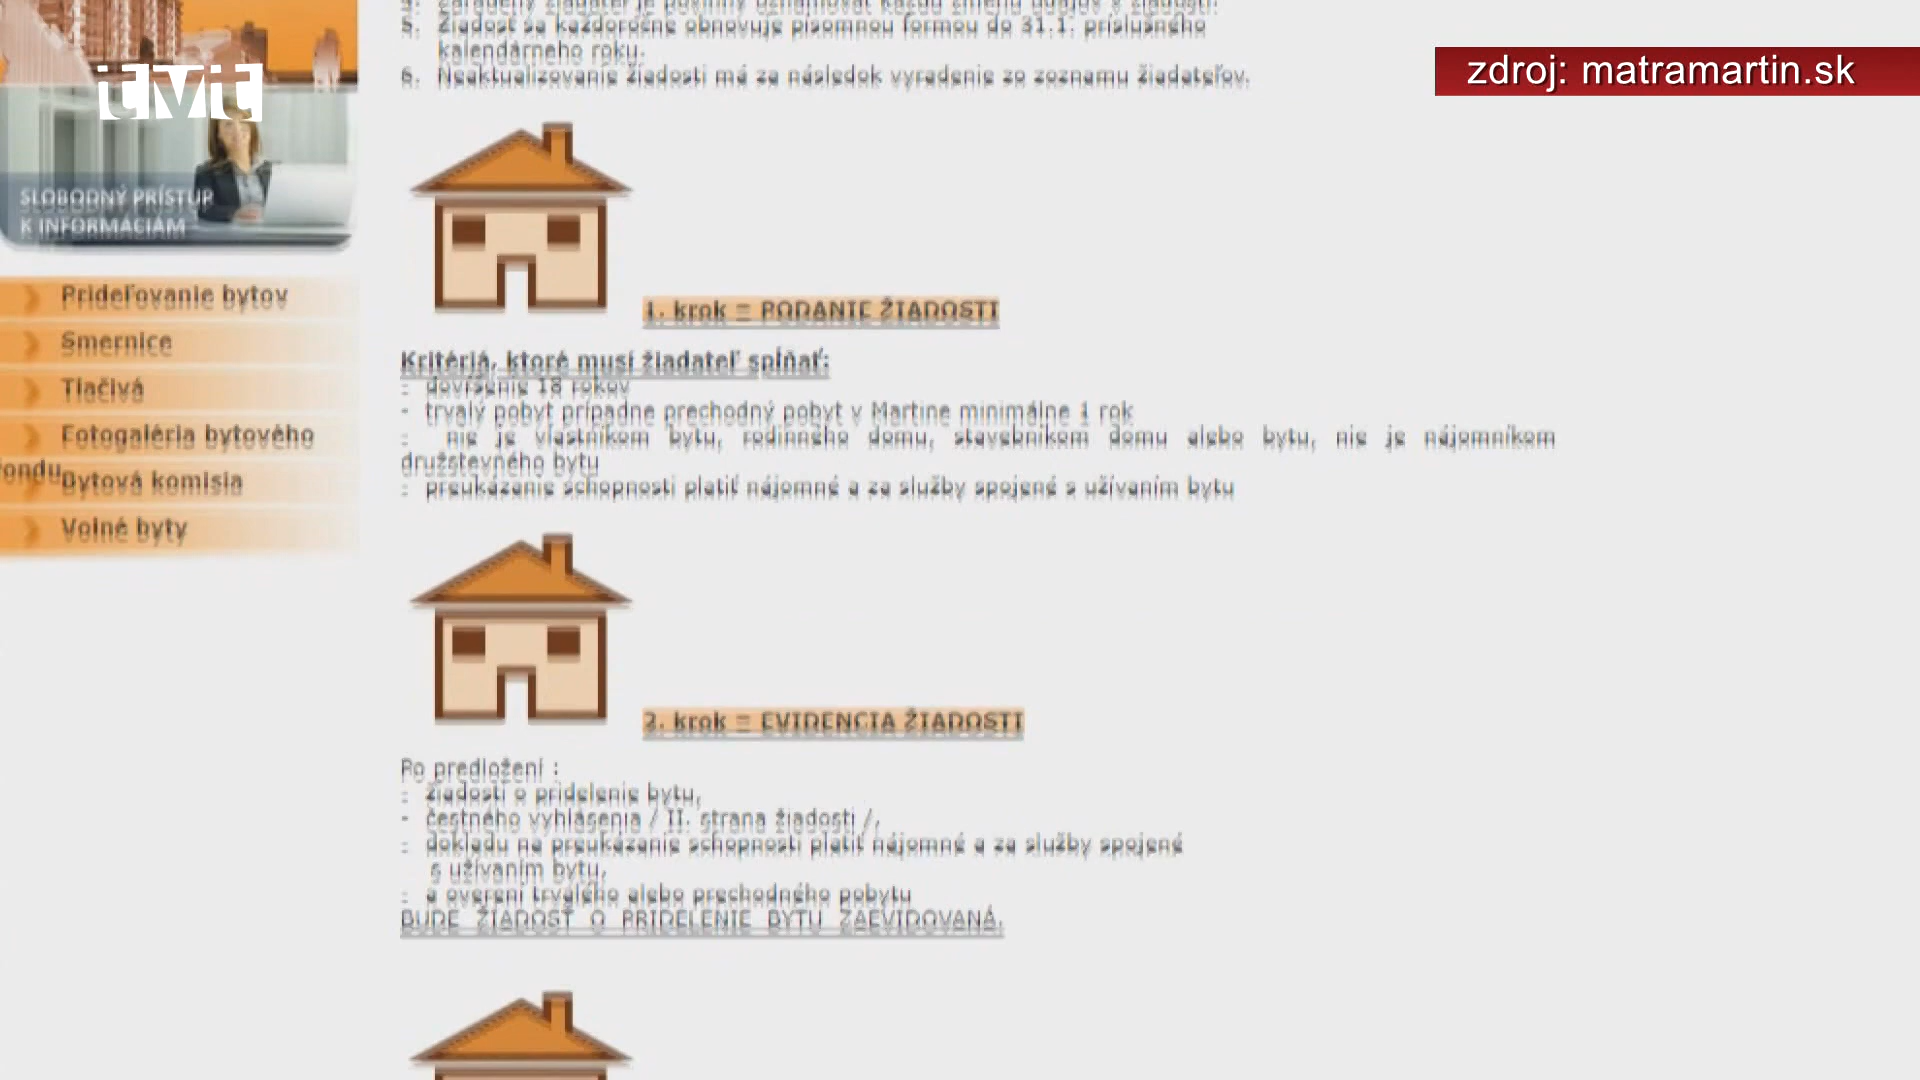 5. Žiadosť sa každoročne obnovuje písomnou formou do 31.1. príslušného
kalendárneho roku.
6. Neaktualizovanie žiadosti má za následok vyradenie zo zoznamu žiadateľov.
zdroj: matramartin.sk
tvt
SLOBODNÝ PRÍSTUP
K INFORMÁCIÁM
Prideľovanie bytov
Smernice
Tlačivá
Fotogaléria bytového
fondu
Bytová komisia
Voľné byty
1. krok = PODANIE ŽIADOSTI
Kritériá, ktoré musí žiadateľ spĺňať:
- dovŕšenie 18 rokov
- trvalý pobyt prípadne prechodný pobyt v Martine minimálne 1 rok
- nie je vlastníkom bytu, rodinného domu, stavebníkom domu alebo bytu, nie je nájomníkom
družstevného bytu
- preukázanie schopnosti platiť nájomné a za služby spojené s užívaním bytu
2. krok = EVIDENCIA ŽIADOSTI
Po predložení :
- žiadosti o pridelenie bytu,
- čestného vyhlásenia / II. strana žiadosti /,
- dokladu na preukázanie schopnosti platiť nájomné a za služby spojené
s užívaním bytu,
- a overení trvalého alebo prechodného pobytu
BUDE ŽIADOSŤ O PRIDELENIE BYTU ZAEVIDOVANÁ.